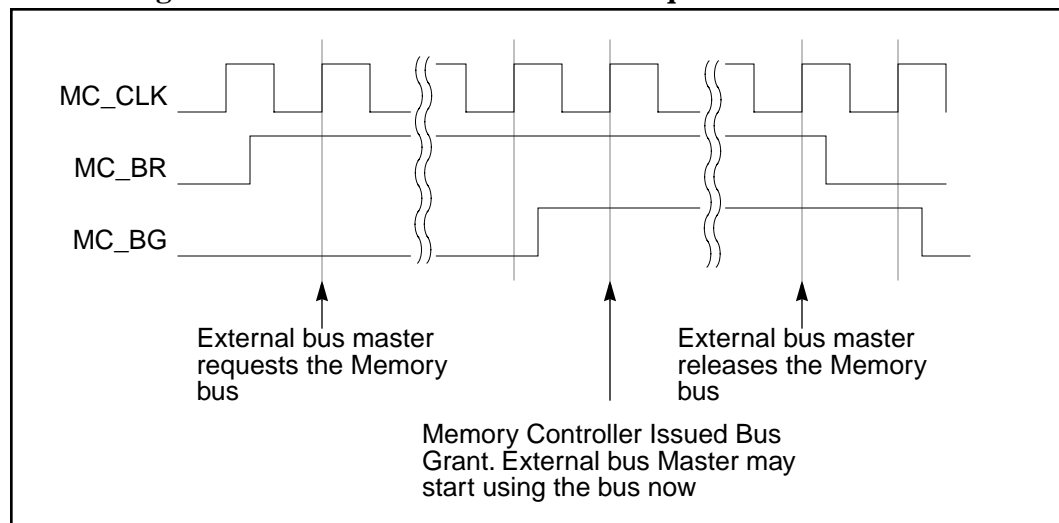 MC_CLK
MC_BR
MC_BG
External bus master
requests the Memory
bus
External bus master
releases the Memory
bus
Memory Controller Issued Bus
Grant. External bus Master may
start using the bus now